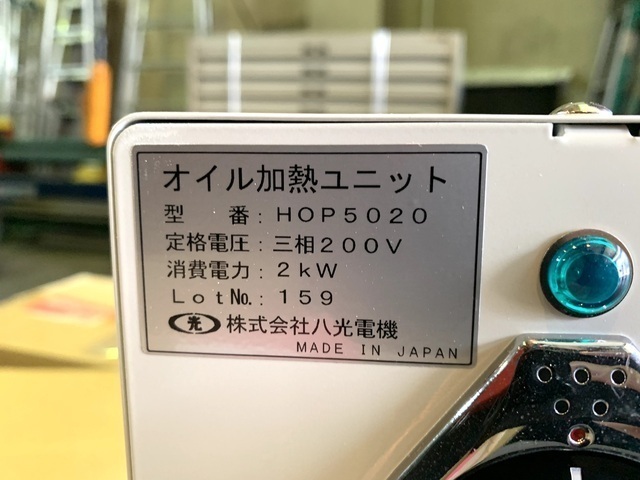 オイル加熱ユニット
型　番：HOP5020
定格電圧：三相200V
消費電力：2kW
Lot№：159
光 株式会社八光電機
MADE IN JAPAN